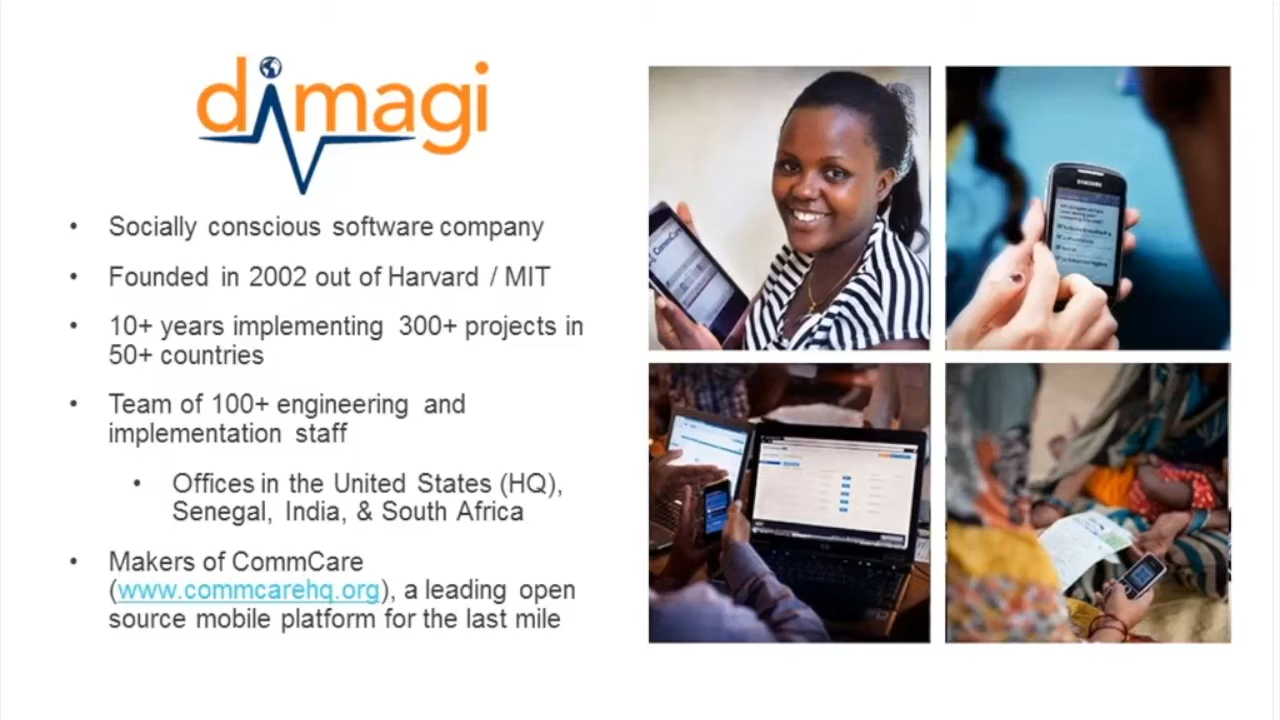 dimagi
• Socially conscious software company
• Founded in 2002 out of Harvard / MIT
• 10+ years implementing 300+ projects in
50+ countries
• Team of 100+ engineering and
implementation staff
• Offices in the United States (HQ),
Senegal, India, & South Africa
• Makers of CommCare
(www.commcarehq.org), a leading open
source mobile platform for the last mile
CommCare
SAMSUNG